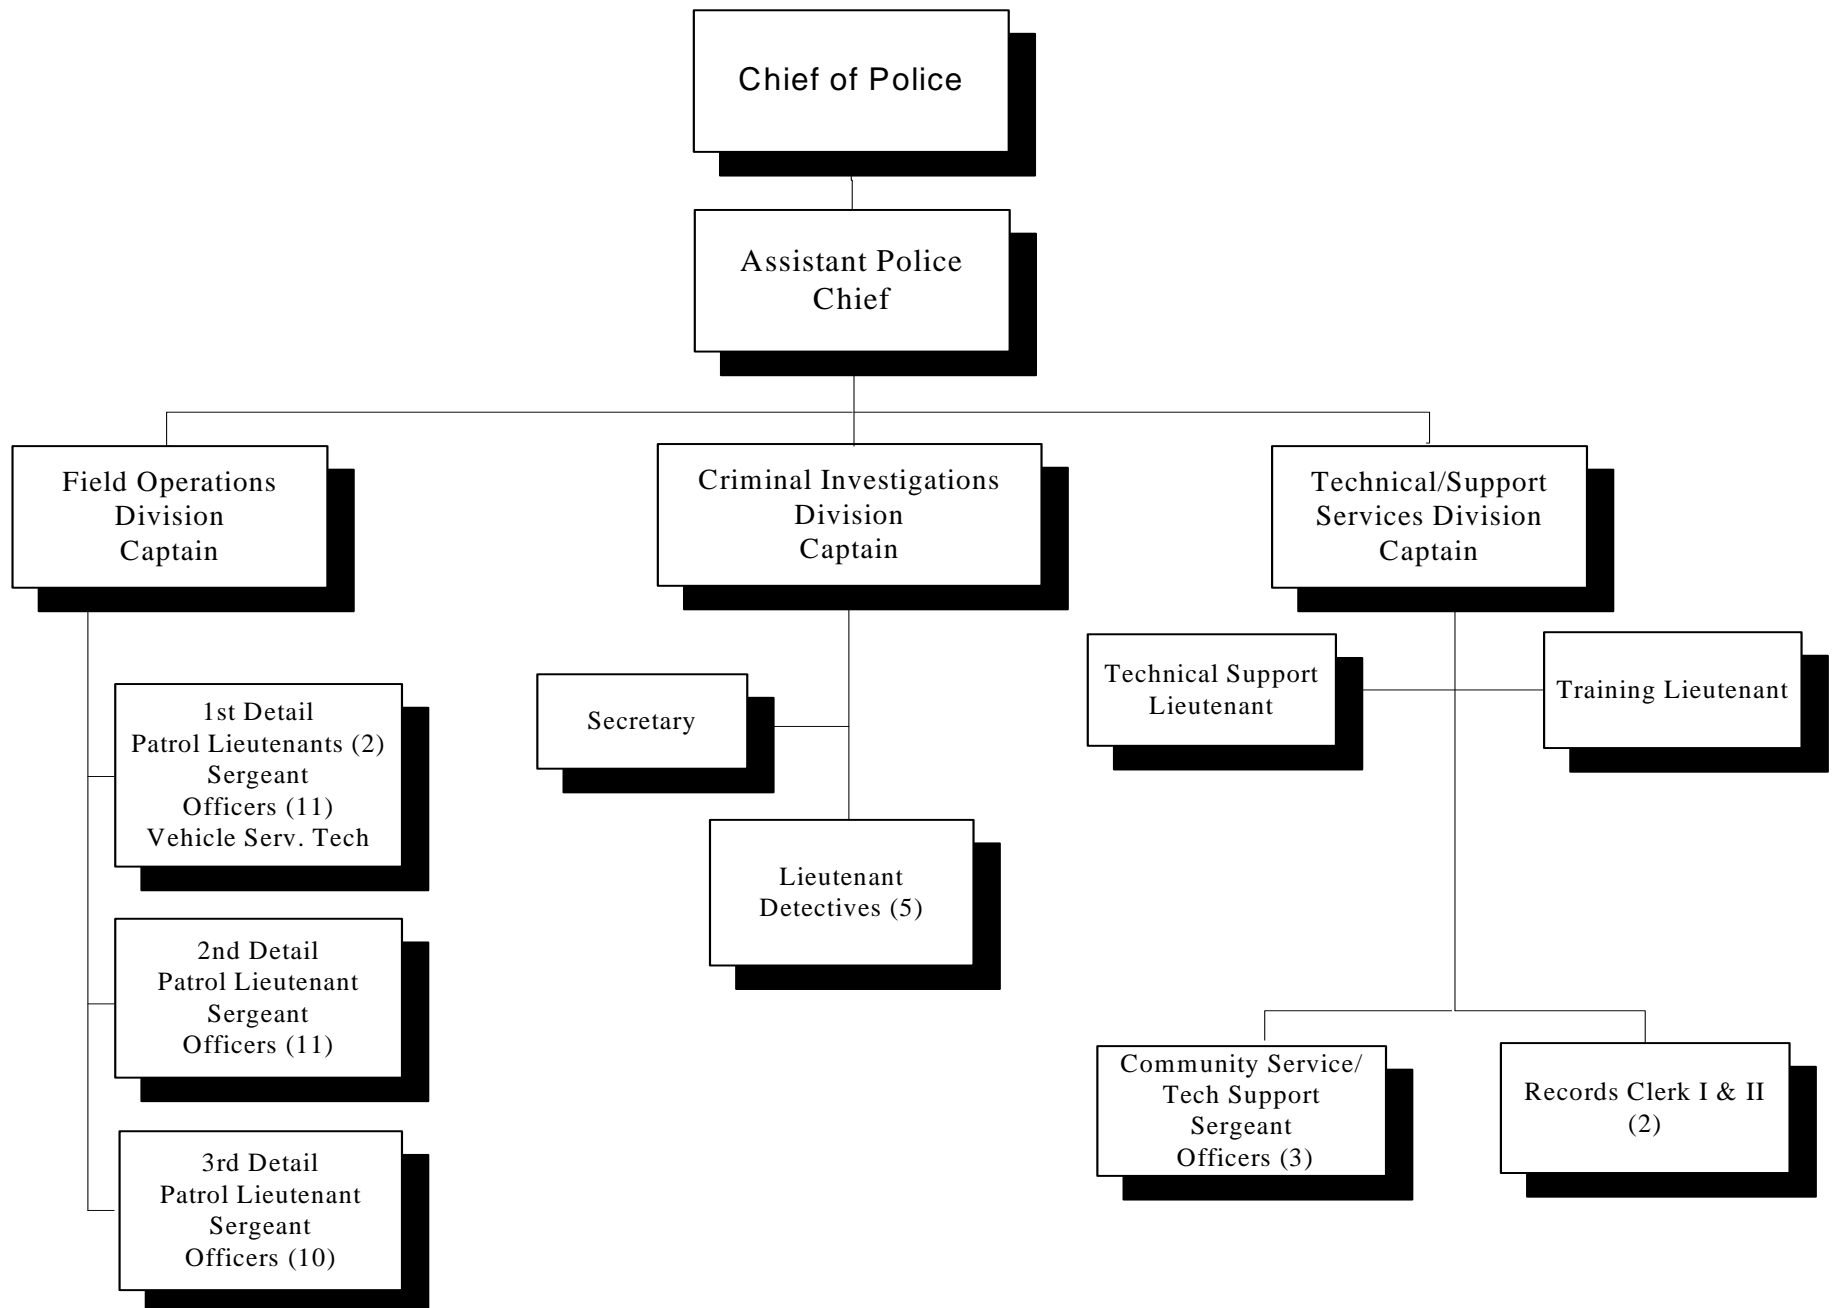 Chief of Police
Assistant Police
Chief
Field Operations
Division
Captain
Criminal Investigations
Division
Captain
Technical/Support
Services Division
Captain
1st Detail
Patrol Lieutenants (2)
Sergeant
Officers (11)
Vehicle Serv. Tech
2nd Detail
Patrol Lieutenant
Sergeant
Officers (11)
3rd Detail
Patrol Lieutenant
Sergeant
Officers (10)
Secretary
Lieutenant
Detectives (5)
Technical Support
Lieutenant
Training Lieutenant
Community Service/
Tech Support
Sergeant
Officers (3)
Records Clerk I & II
(2)